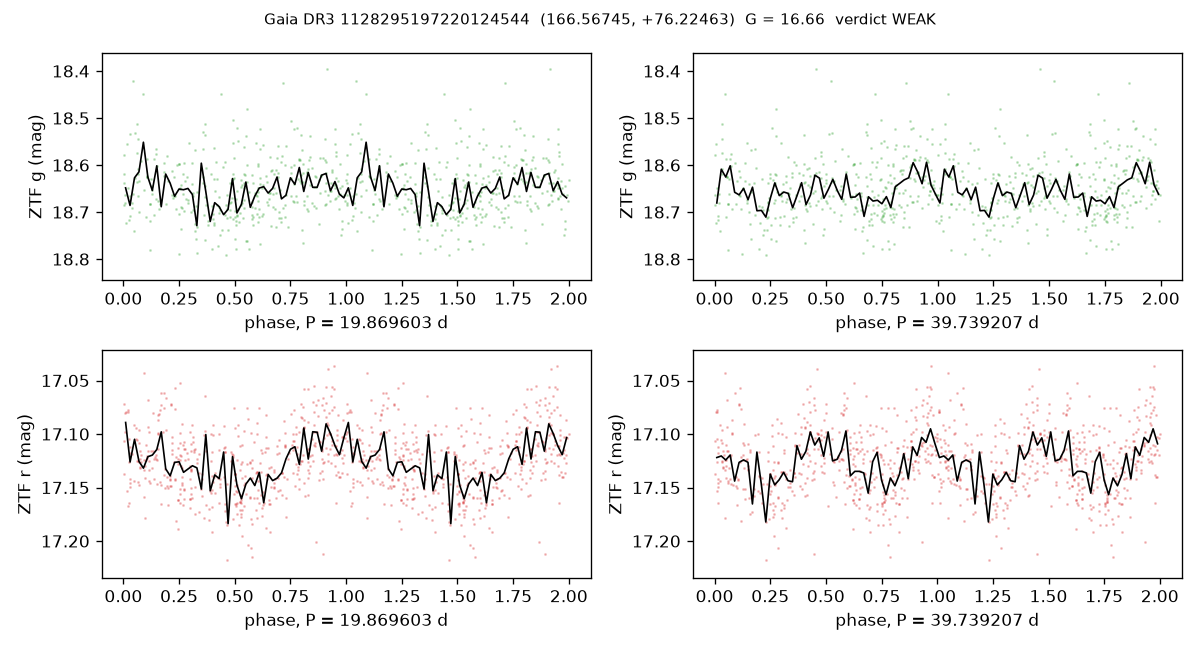 Gaia DR3 1128295197220124544  (166.56745, +76.22463)  G = 16.66  verdict WEAK
ZTF g (mag)
18.4
18.5
18.6
18.7
18.8
0.00 0.25 0.50 0.75 1.00 1.25 1.50 1.75 2.00
phase, P = 19.869603 d
ZTF g (mag)
18.4
18.5
18.6
18.7
18.8
0.00 0.25 0.50 0.75 1.00 1.25 1.50 1.75 2.00
phase, P = 39.739207 d
ZTF r (mag)
17.05
17.10
17.15
17.20
0.00 0.25 0.50 0.75 1.00 1.25 1.50 1.75 2.00
phase, P = 19.869603 d
ZTF r (mag)
17.05
17.10
17.15
17.20
0.00 0.25 0.50 0.75 1.00 1.25 1.50 1.75 2.00
phase, P = 39.739207 d